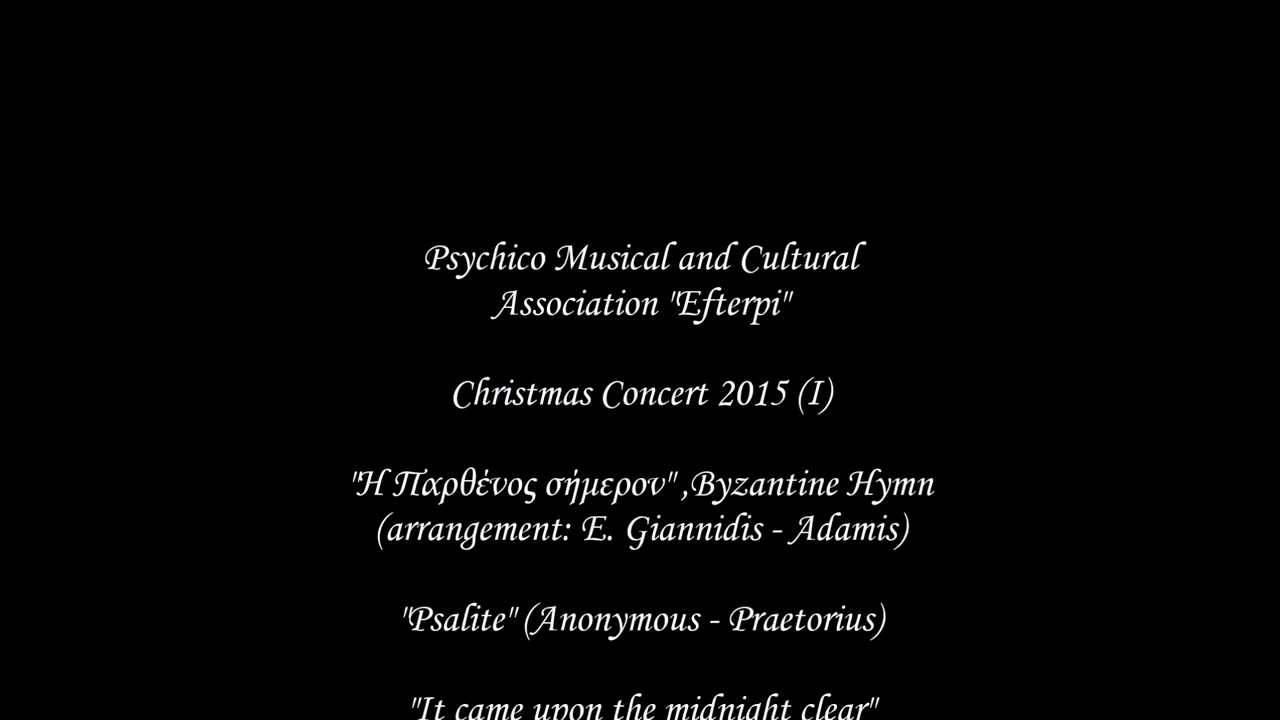 Psychico Musical and Cultural
Association "Efterpi"
Christmas Concert 2015 (I)
"Η Παρθένος σήμερον" ,Byzantine Hymn
(arrangement: E. Giannidis - Adamis)
"Psalite" (Anonymous - Praetorius)
"It came upon the midnight clear"